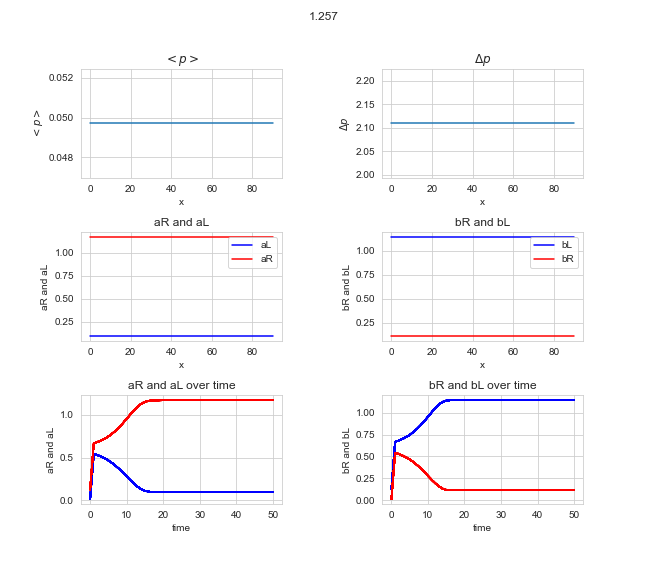 1.257
< p >
Δp
0.052
0.050
0.048
< p >
0 20 40 60 80
x
2.20
2.15
2.10
2.05
2.00
Δp
0 20 40 60 80
x
aR and aL
bR and bL
1.00
0.75
0.50
0.25
aR and aL
aL
aR
0 20 40 60 80
x
1.00
0.75
0.50
0.25
bR and bL
bL
bR
0 20 40 60 80
x
aR and aL over time
bR and bL over time
1.0
0.5
0.0
aR and aL
0 10 20 30 40 50
time
1.00
0.75
0.50
0.25
0.00
bR and bL
0 10 20 30 40 50
time